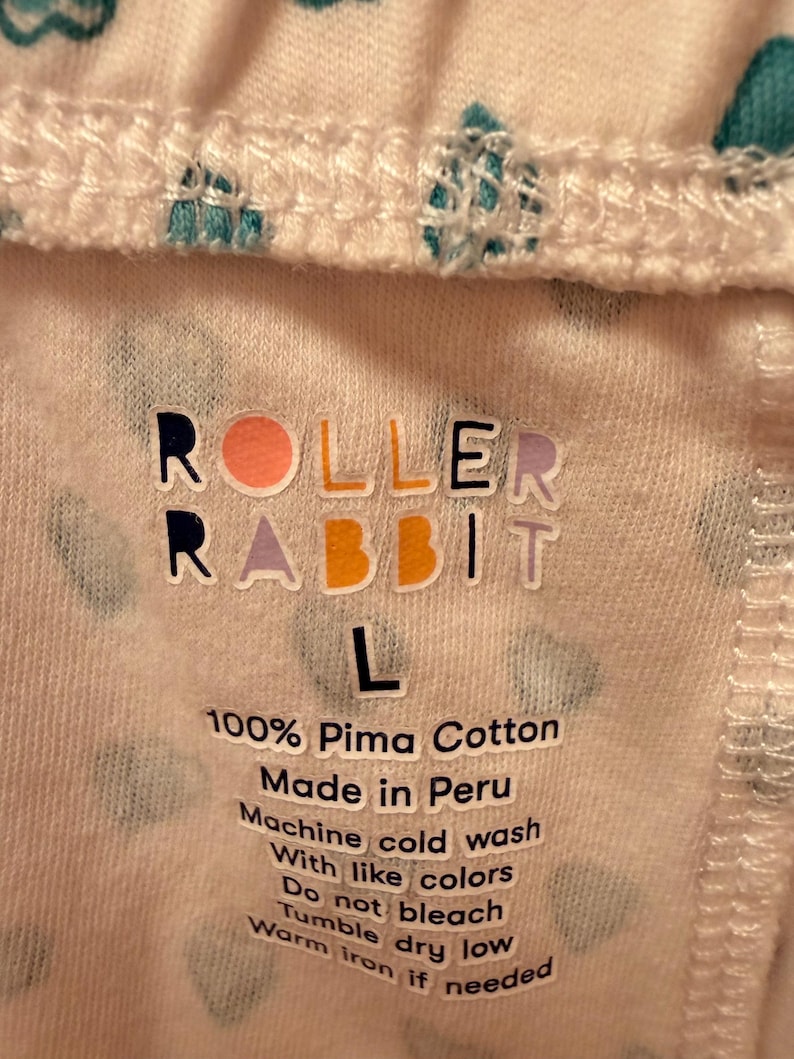 ROLLER
RABBIT
L
100% Pima Cotton
Made in Peru
Machine cold wash
With like colors
Do not bleach
Tumble dry low
Warm iron if needed